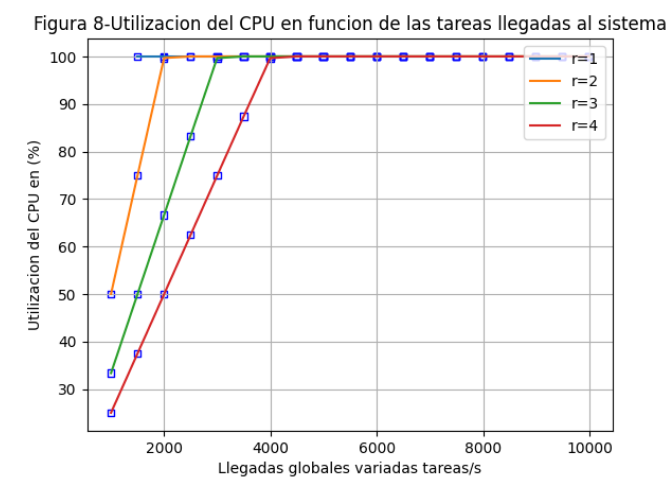 Figura 8-Utilizacion del CPU en funcion de las tareas llegadas al sistema
100
90
80
70
60
50
40
30
Utilizacion del CPU en (%)
r=1
r=2
r=3
r=4
2000
4000
6000
8000
10000
Llegadas globales variadas tareas/s